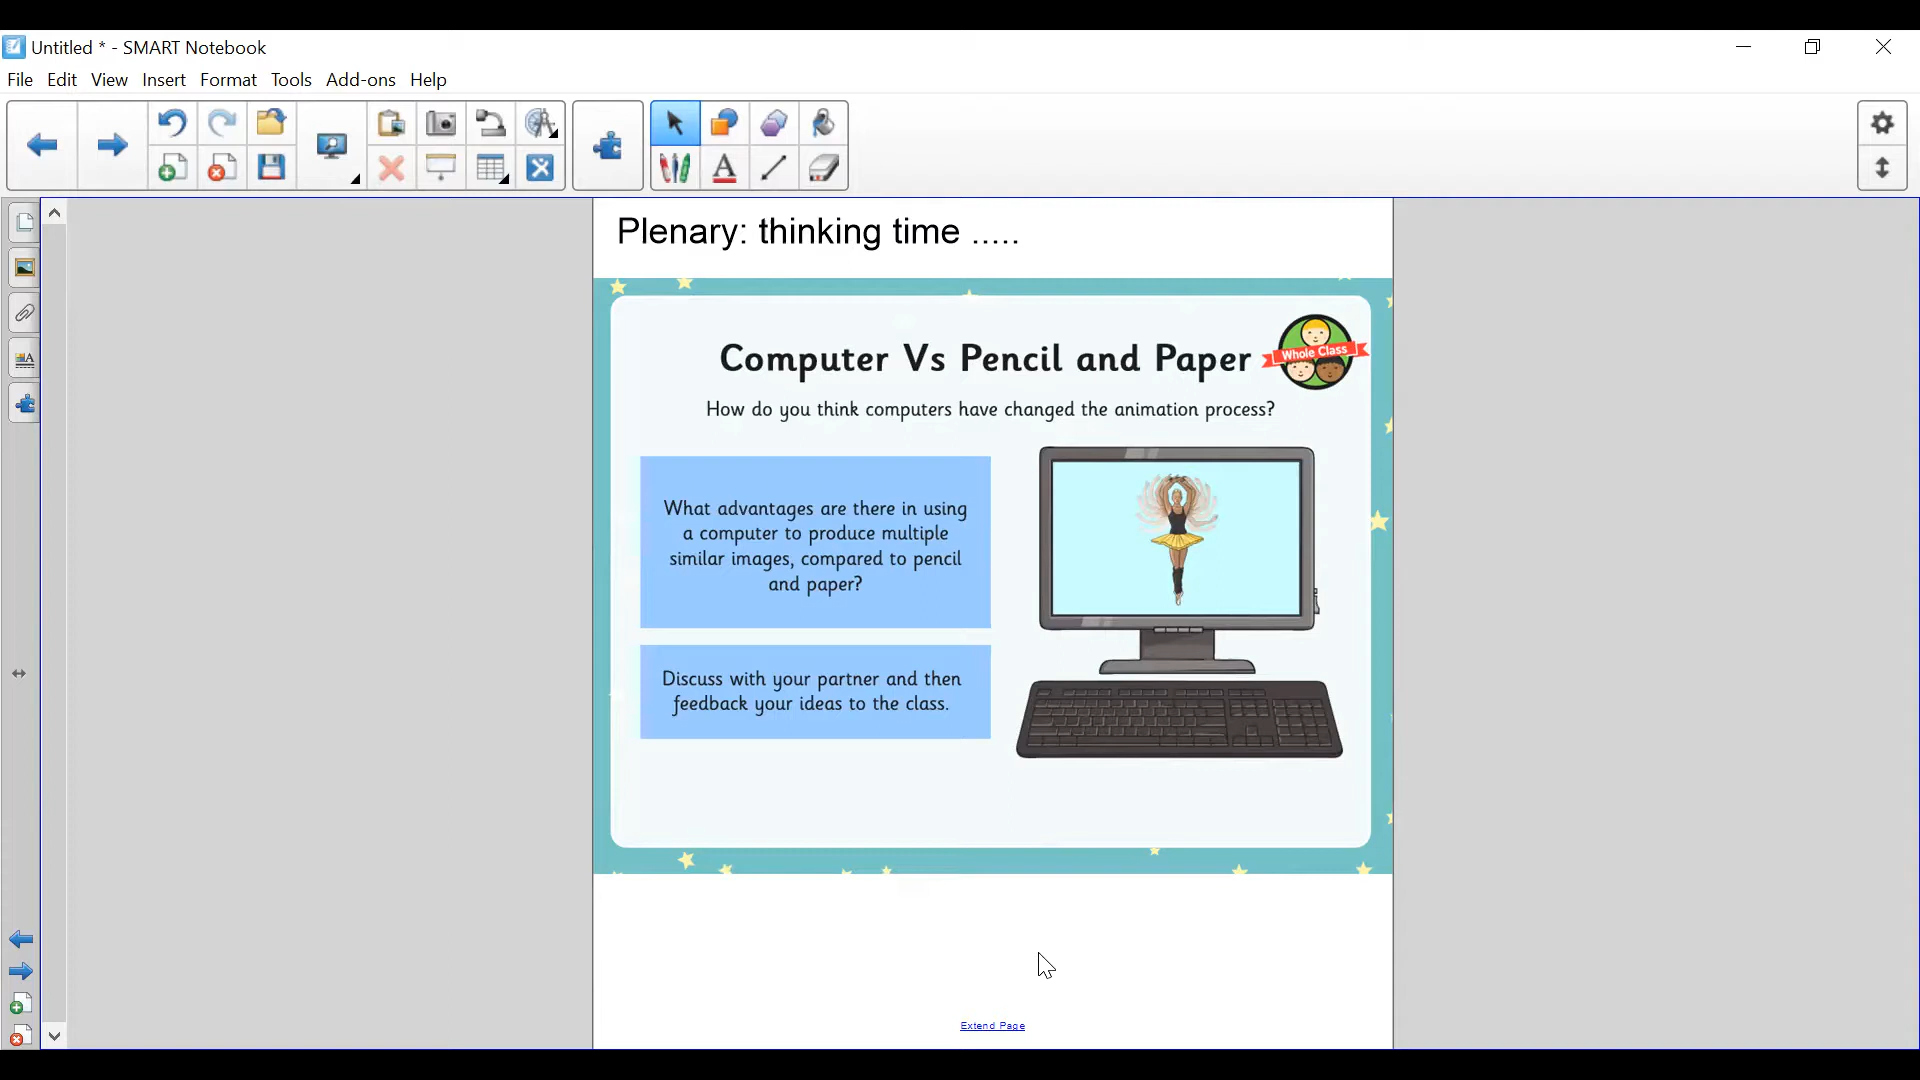 Untitled * - SMART Notebook
File Edit View Insert Format Tools Add-ons Help
Plenary: thinking time .....
Computer Vs Pencil and Paper
Whole Class
How do you think computers have changed the animation process?
What advantages are there in using
a computer to produce multiple
similar images, compared to pencil
and paper?
Discuss with your partner and then
feedback your ideas to the class.
Extend Page